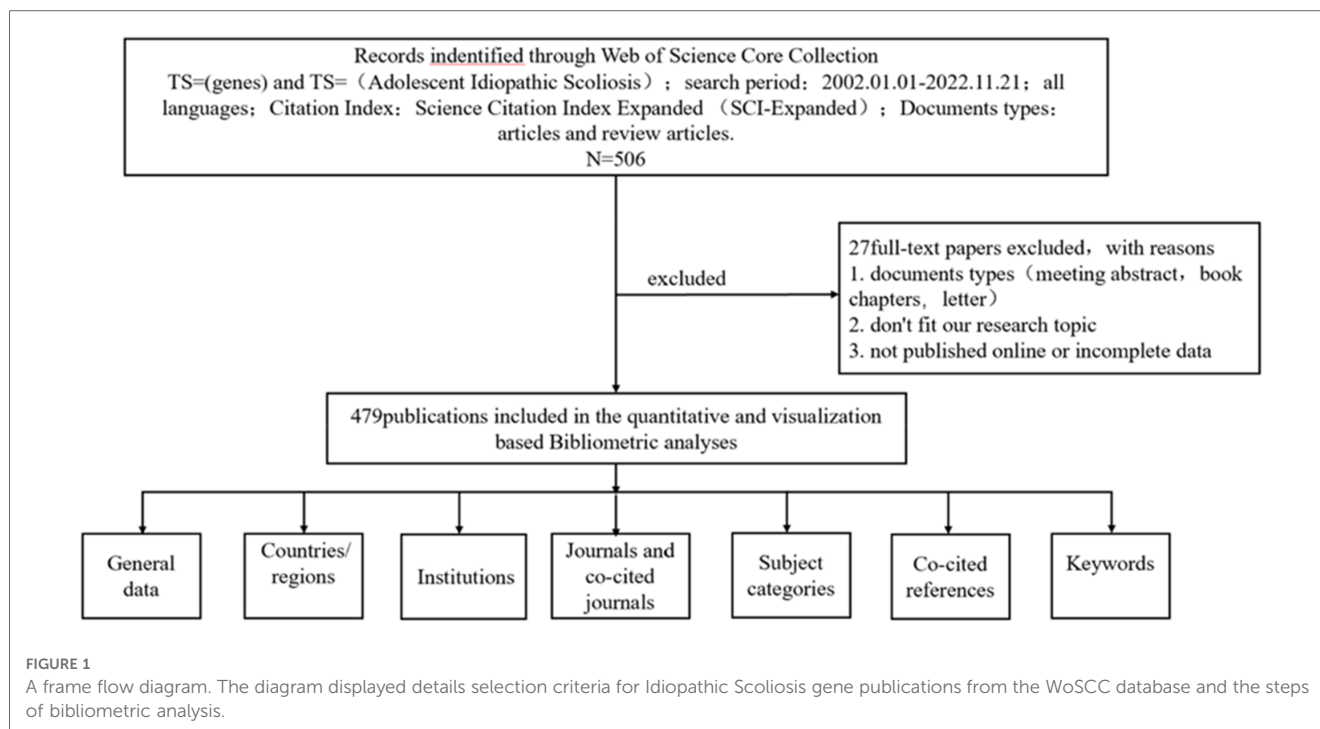 Records indentified through Web of Science Core Collection
TS=(genes) and TS=（Adolescent Idiopathic Scoliosis）；search period：2002.01.01-2022.11.21；all
languages；Citation Index：Science Citation Index Expanded （SCI-Expanded）；Documents types：
articles and review articles.
N=506
excluded
27full-text papers excluded，with reasons
1. documents types（meeting abstract，book
chapters，letter）
2. don't fit our research topic
3. not published online or incomplete data
479publications included in the quantitative and visualization
based Bibliometric analyses
General
data
Countries/
regions
Institutions
Journals and
co-cited
journals
Subject
categories
Co-cited
references
Keywords
FIGURE 1
A frame flow diagram. The diagram displayed details selection criteria for Idiopathic Scoliosis gene publications from the WoSCC database and the steps
of bibliometric analysis.